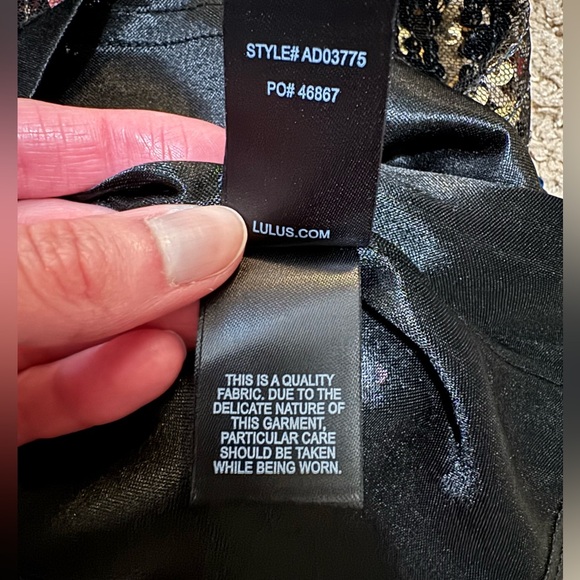 STYLE# AD03775
PO# 46867
LULUS.COM
THIS IS A QUALITY
FABRIC. DUE TO THE
DELICATE NATURE OF
THIS GARMENT,
PARTICULAR CARE
SHOULD BE TAKEN
WHILE BEING WORN.